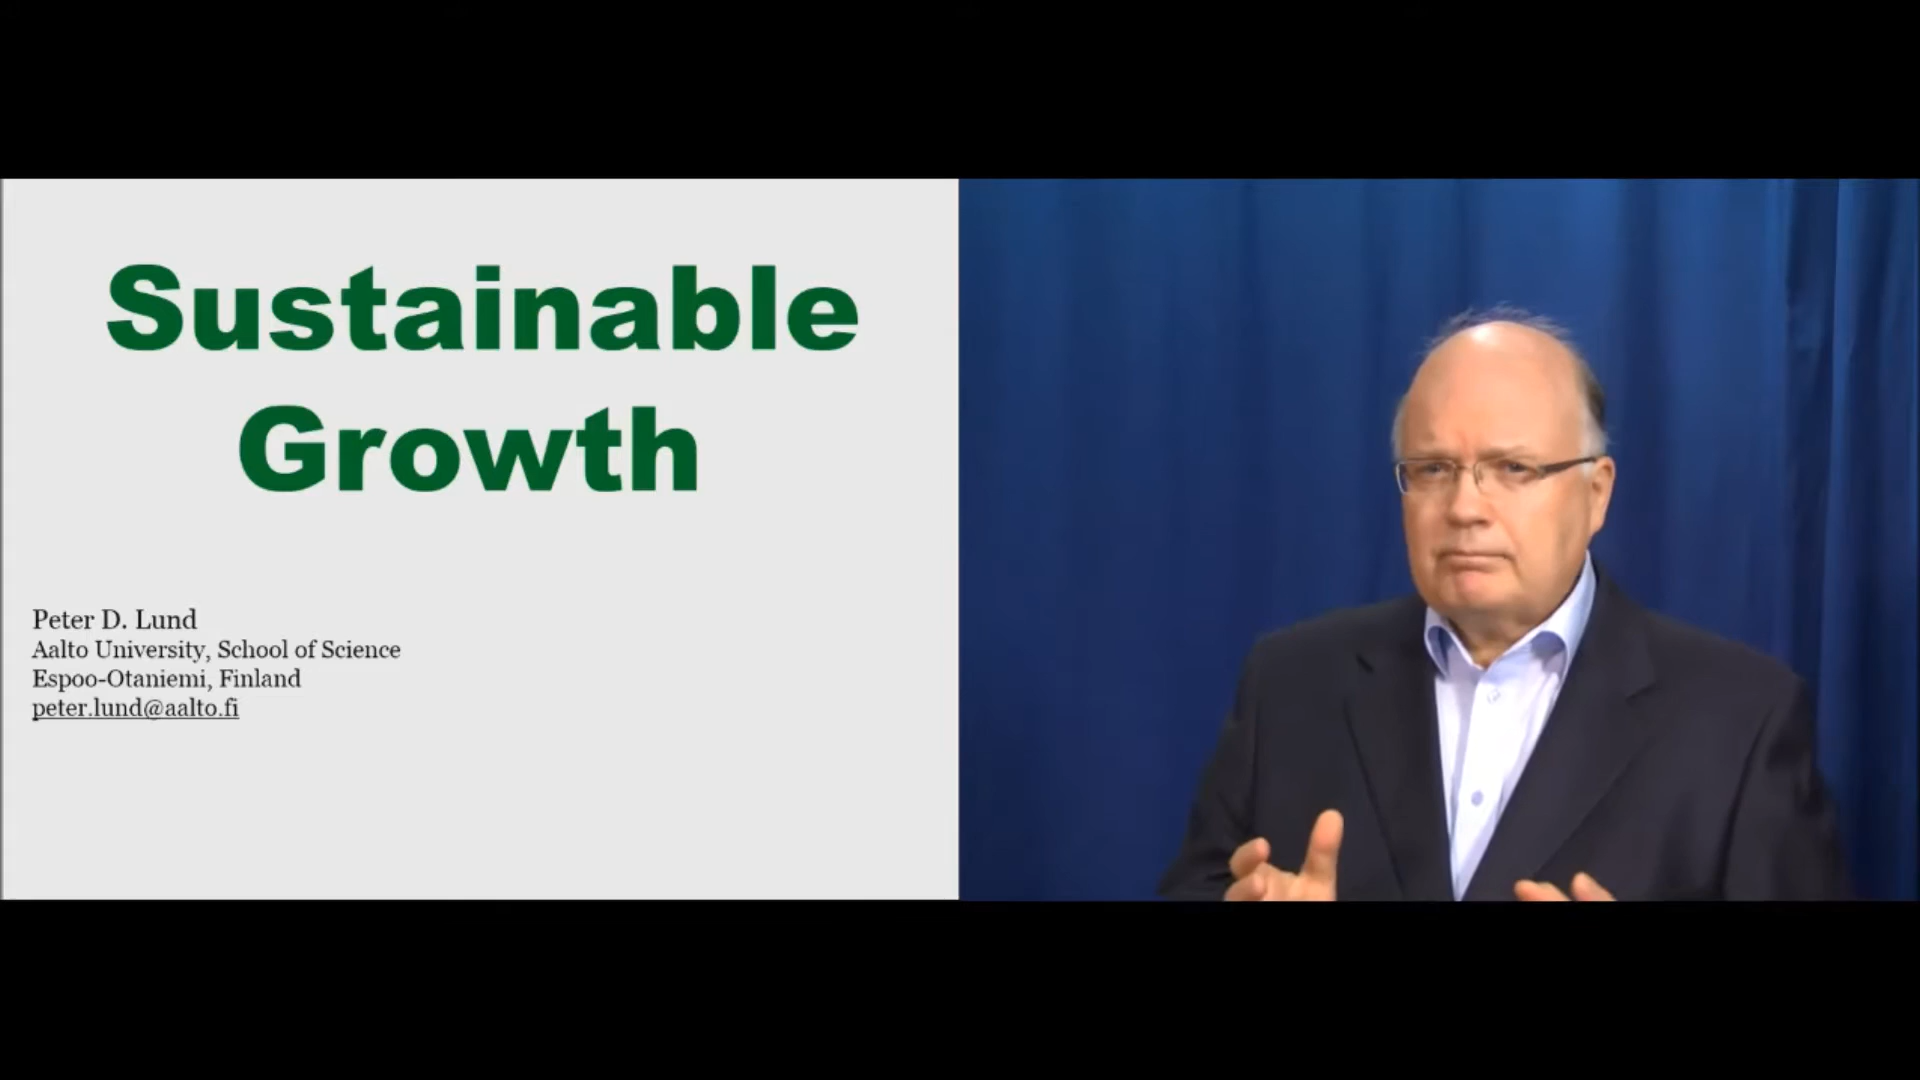 Sustainable
Growth
Peter D. Lund
Aalto University, School of Science
Espoo-Otaniemi, Finland
peter.lund@aalto.fi